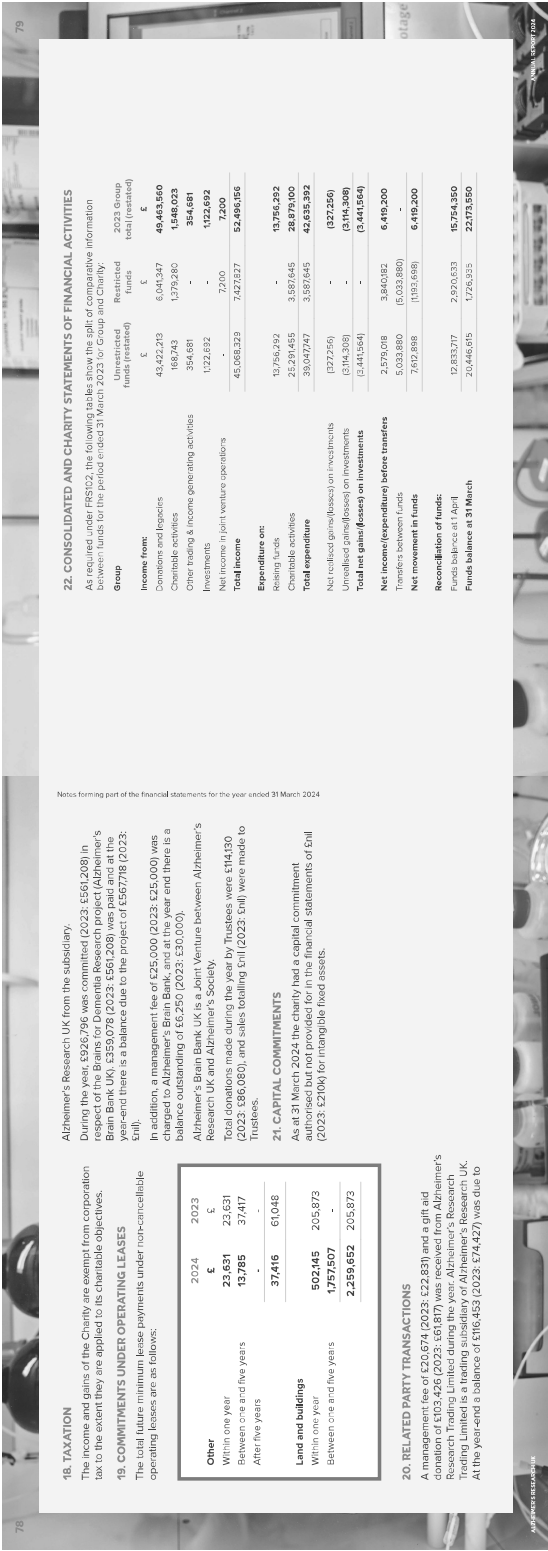 78
18. TAXATION
The income and gains of the Charity are exempt from corporation
tax to the extent they are applied to its charitable objectives.
19. COMMITMENTS UNDER OPERATING LEASES
The total future minimum lease payments under non-cancellable
operating leases are as follows:
2024 2023
Other £ £
Within one year 23,631 23,631
Between one and five years 13,785 37,417
After five years - -
37,416 61,048
Land and buildings
Within one year 502,145 205,873
Between one and five years 1,757,507 -
2,259,652 205,873
20. RELATED PARTY TRANSACTIONS
A management fee of £20,674 (2023: £22,831) and a gift aid
donation of £103,426 (2023: £61,817) was received from Alzheimer's
Research Trading Limited during the year. Alzheimer's Research
Trading Limited is a trading subsidiary of Alzheimer's Research UK.
At the year-end a balance of £116,453 (2023: £74,427) was due to
Alzheimer's Research UK from the subsidiary.
During the year, £926,796 was committed (2023: £561,208) in
respect of the Brains for Dementia Research project (Alzheimer's
Brain Bank UK). £359,078 (2023: £561,208) was paid and at the
year-end there is a balance due to the project of £567,718 (2023:
£nil).
In addition, a management fee of £25,000 (2023: £25,000) was
charged to Alzheimer's Brain Bank, and at the year end there is a
balance outstanding of £6,250 (2023: £30,000).
Alzheimer's Brain Bank UK is a Joint Venture between Alzheimer's
Research UK and Alzheimer's Society.
Total donations made during the year by Trustees were £114,130
(2023: £86,080), and sales totalling £nil (2023: £nil) were made to
Trustees.
21. CAPITAL COMMITMENTS
As at 31 March 2024 the charity had a capital commitment
authorised but not provided for in the financial statements of £nil
(2023: £210k) for intangible fixed assets.
ALZHEIMER'S RESEARCH UK
Notes forming part of the financial statements for the year ended 31 March 2024
79
22. CONSOLIDATED AND CHARITY STATEMENTS OF FINANCIAL ACTIVITIES
As required under FRS102, the following tables show the split of comparative information
between funds for the period ended 31 March 2023 for Group and Charity:
Group Unrestricted funds (restated) Restricted funds 2023 Group total (restated)
Income from: £ £ £
Donations and legacies 43,422,213 6,041,347 49,463,560
Charitable activities 168,743 1,379,280 1,548,023
Other trading & income generating activities 354,681 - 354,681
Investments 1,122,692 - 1,122,692
Net income in joint venture operations - 7,200 7,200
Total income 45,068,329 7,427,827 52,496,156
Expenditure on:
Raising funds 13,756,292 - 13,756,292
Charitable activities 25,291,455 3,587,645 28,879,100
Total expenditure 39,047,747 3,587,645 42,635,392
Net realised gains/(losses) on investments (327,256) - (327,256)
Unrealised gains/(losses) on investments (3,114,308) - (3,114,308)
Total net gains/(losses) on investments (3,441,564) - (3,441,564)
Net income/(expenditure) before transfers 2,579,018 3,840,182 6,419,200
Transfers between funds 5,033,880 (5,033,880) -
Net movement in funds 7,612,898 (1,193,698) 6,419,200
Reconciliation of funds:
Funds balance at 1 April 12,833,717 2,920,633 15,754,350
Funds balance at 31 March 20,446,615 1,726,935 22,173,550
ANNUAL REPORT 2024